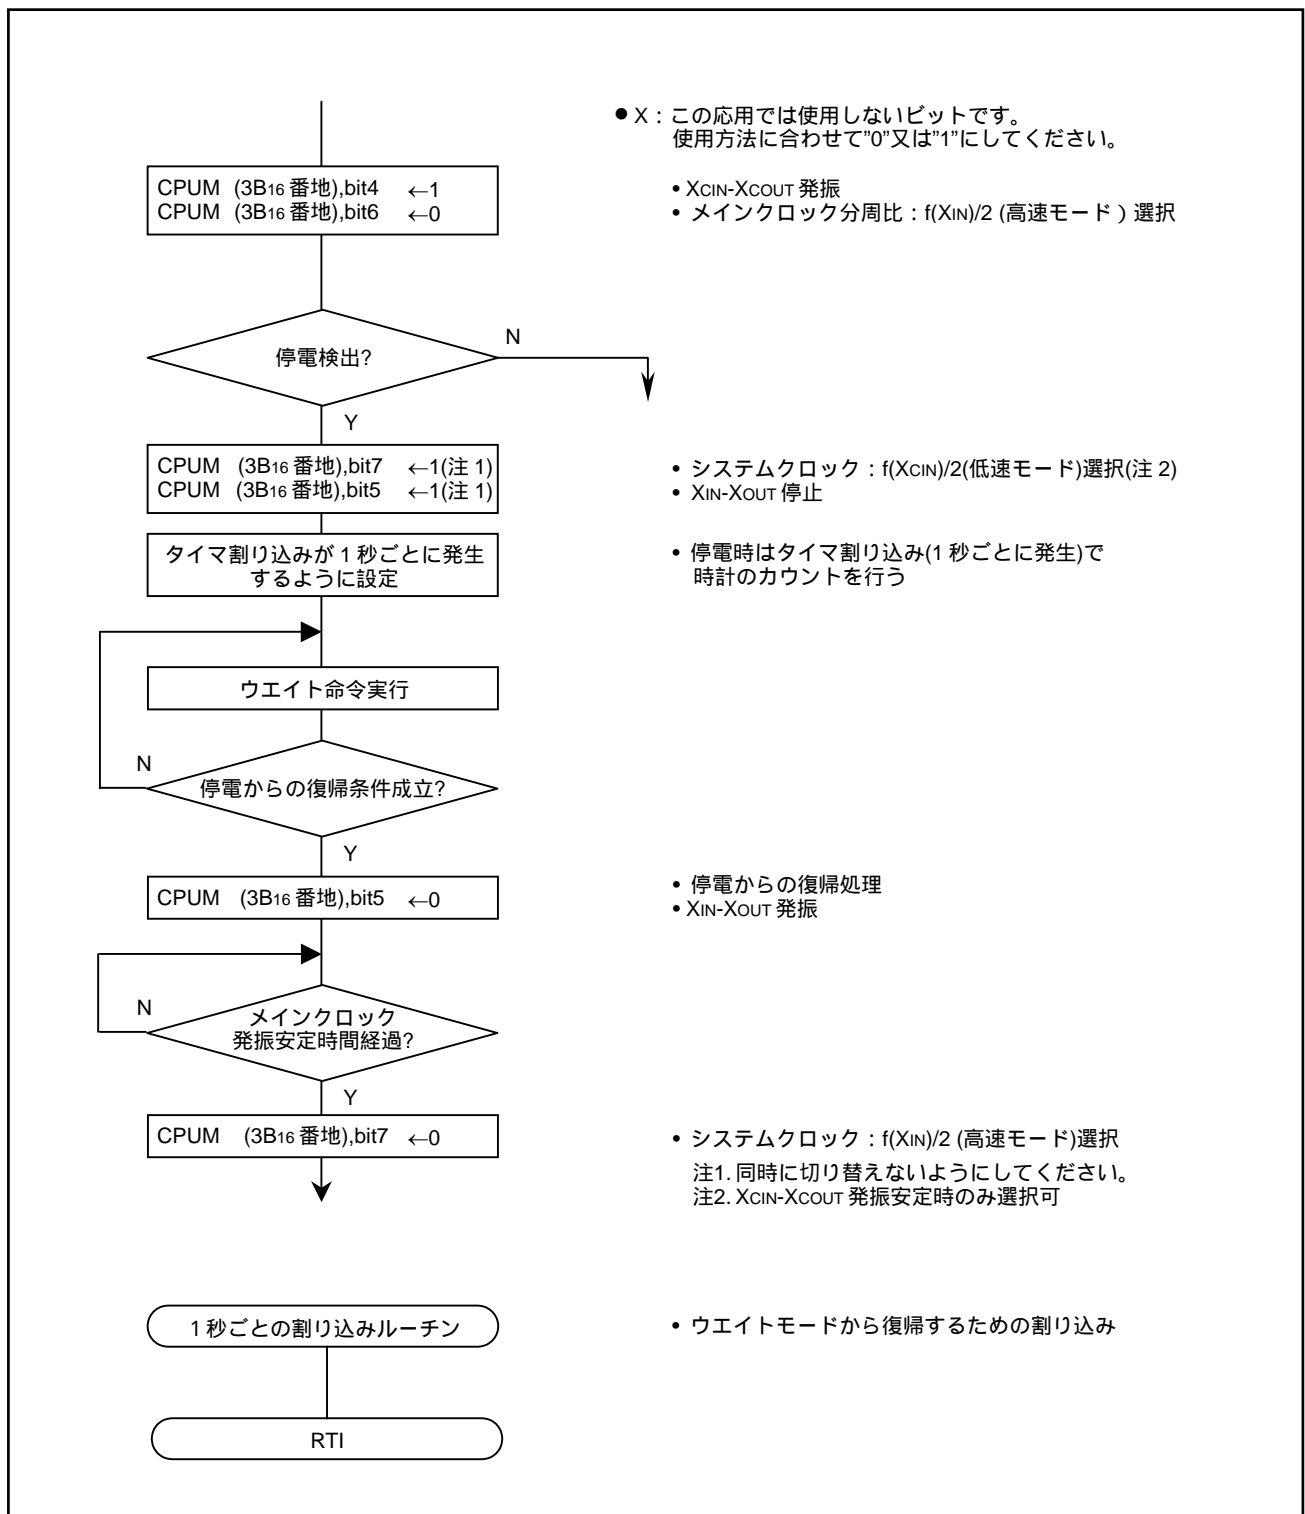 ● X：この応用では使用しないビットです。
使用方法に合わせて”0”又は”1”にしてください。
CPUM (3B16 番地),bit4 ←1
CPUM (3B16 番地),bit6 ←0
• XCIN-XCOUT 発振
• メインクロック分周比：f(XIN)/2 (高速モード）選択
停電検出?
N
Y
CPUM (3B16 番地),bit7 ←1(注 1)
CPUM (3B16 番地),bit5 ←1(注 1)
• システムクロック：f(XCIN)/2(低速モード)選択(注 2)
• XIN-XOUT 停止
タイマ割り込みが 1 秒ごとに発生
するように設定
• 停電時はタイマ割り込み(1 秒ごとに発生)で
時計のカウントを行う
ウエイト命令実行
N
停電からの復帰条件成立?
Y
CPUM (3B16 番地),bit5 ←0
• 停電からの復帰処理
• XIN-XOUT 発振
N
メインクロック
発振安定時間経過?
Y
CPUM (3B16 番地),bit7 ←0
• システムクロック：f(XIN)/2 (高速モード)選択
注1. 同時に切り替えないようにしてください。
注2. XCIN-XCOUT 発振安定時のみ選択可
1 秒ごとの割り込みルーチン
• ウエイトモードから復帰するための割り込み
RTI